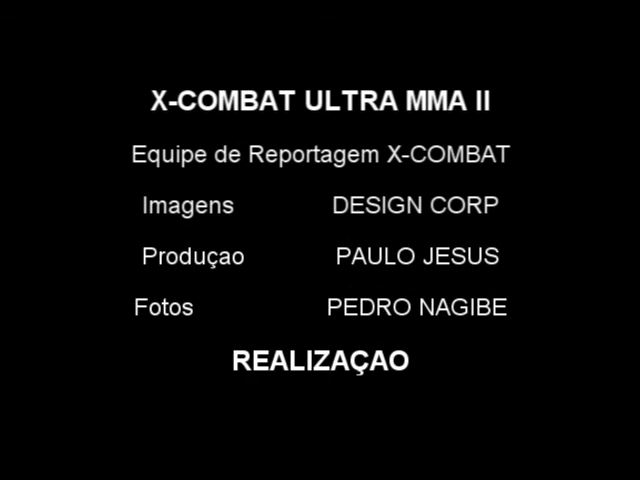 X-COMBAT ULTRA MMA II
Equipe de Reportagem X-COMBAT
Imagens DESIGN CORP
Produçao PAULO JESUS
Fotos PEDRO NAGIBE
REALIZAÇAO